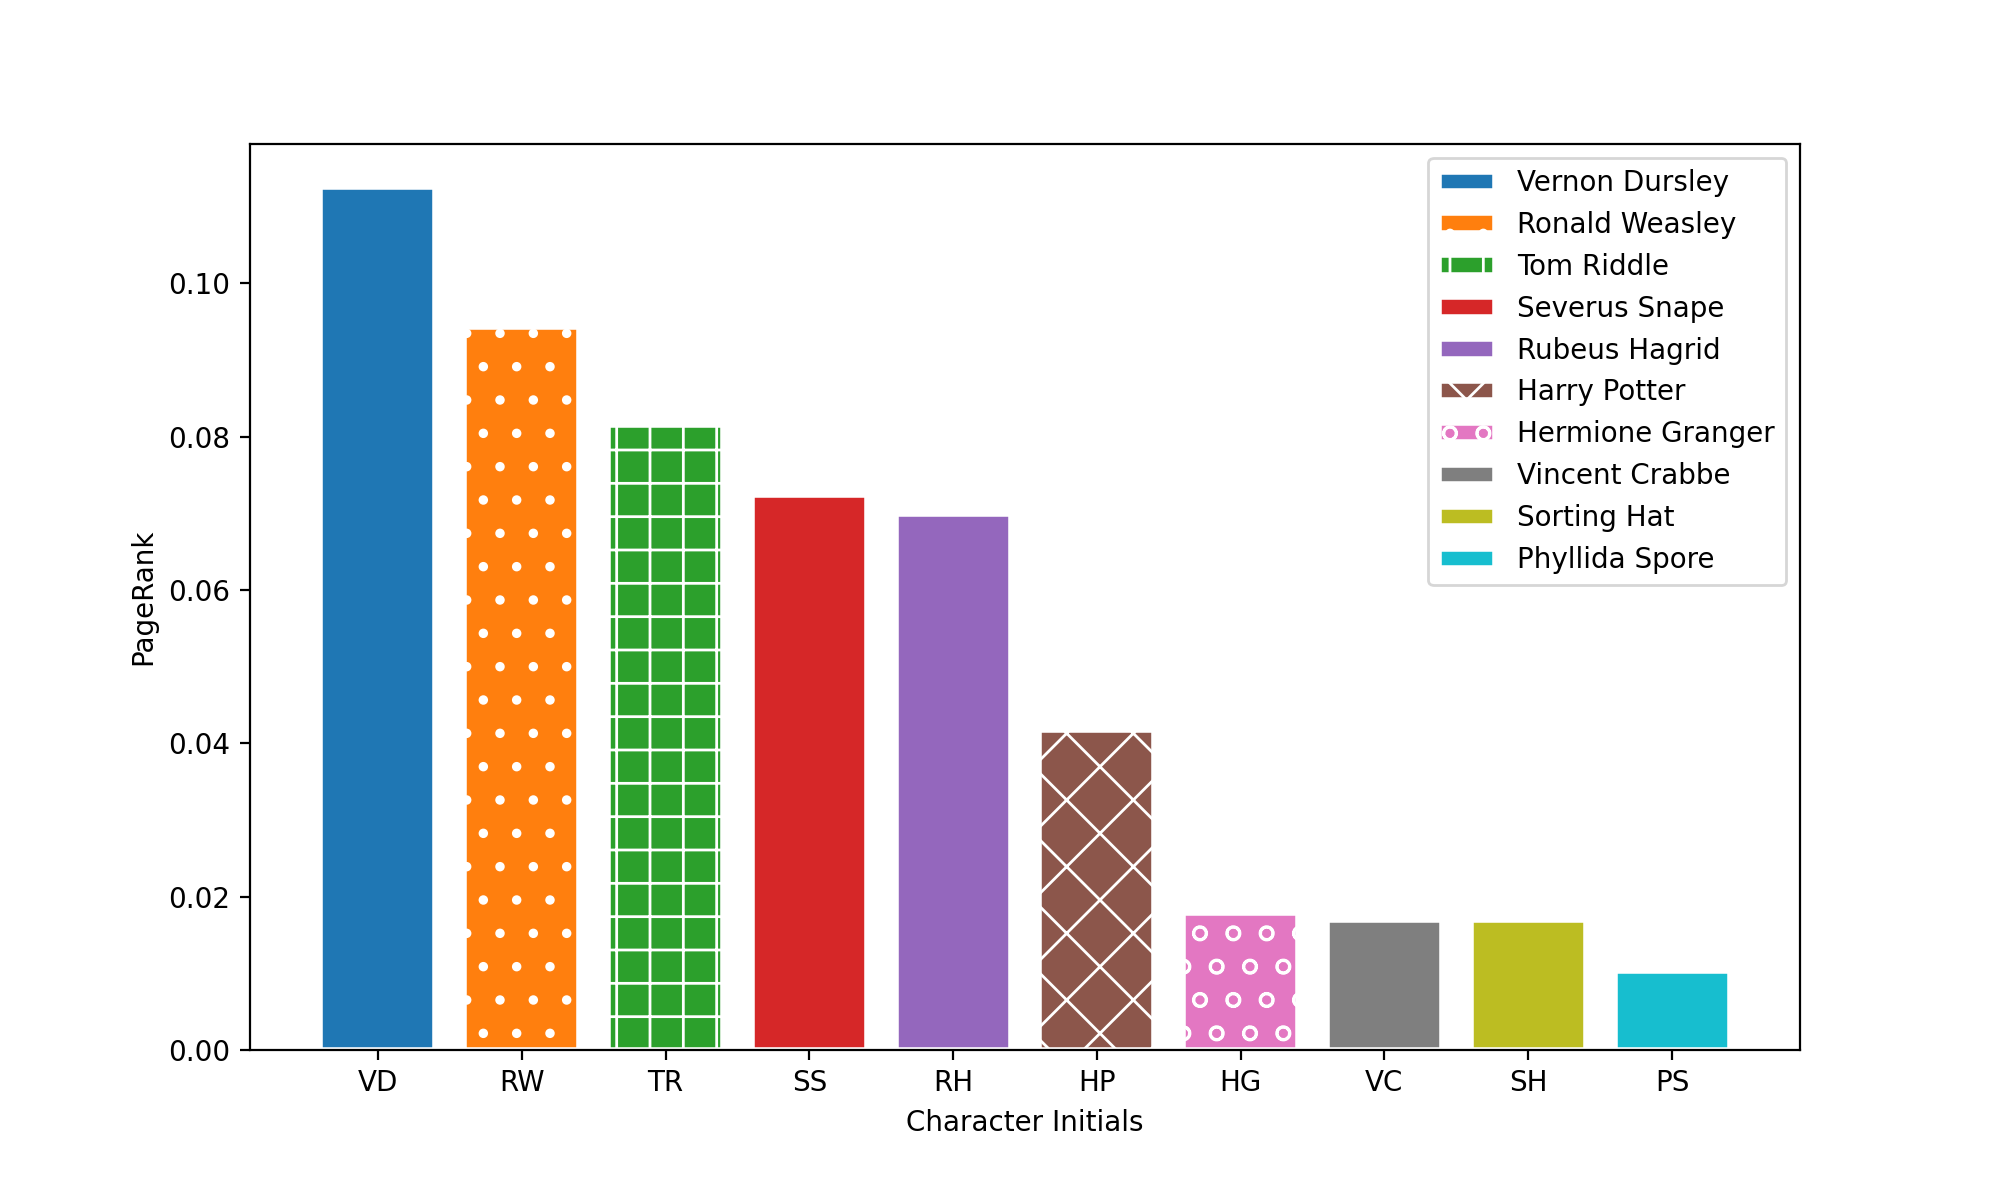 Vernon Dursley
Ronald Weasley
Tom Riddle
Severus Snape
Rubeus Hagrid
Harry Potter
Hermione Granger
Vincent Crabbe
Sorting Hat
Phyllida Spore
PageRank
0.10
0.08
0.06
0.04
0.02
0.00
VD RW TR SS RH HP HG VC SH PS
Character Initials